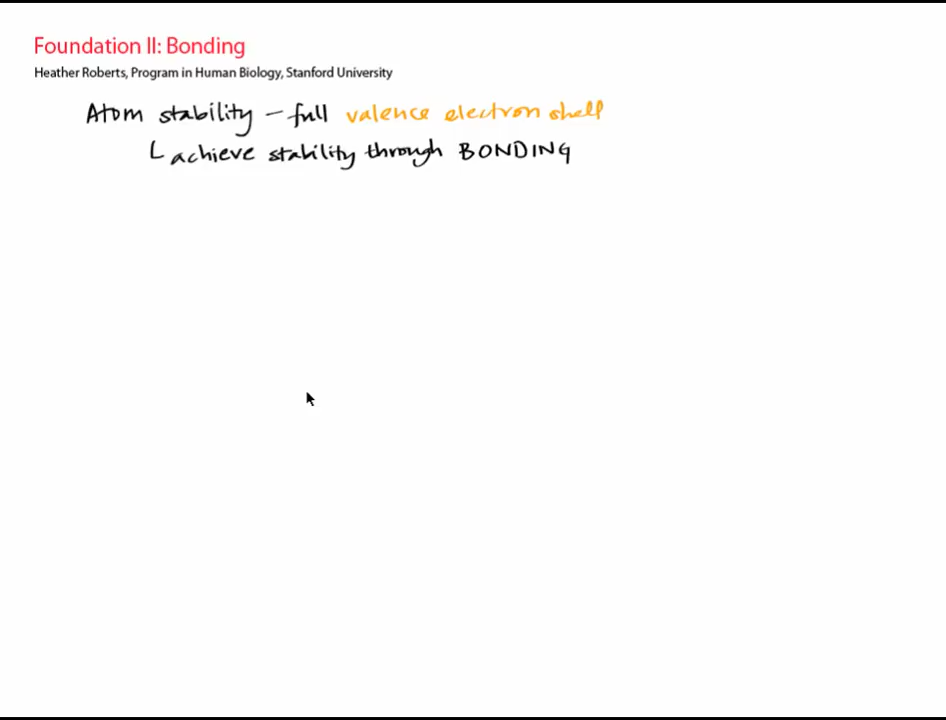 Foundation II: Bonding
Heather Roberts, Program in Human Biology, Stanford University
Atom stability – full valence electron shell
L achieve stability through BONDING